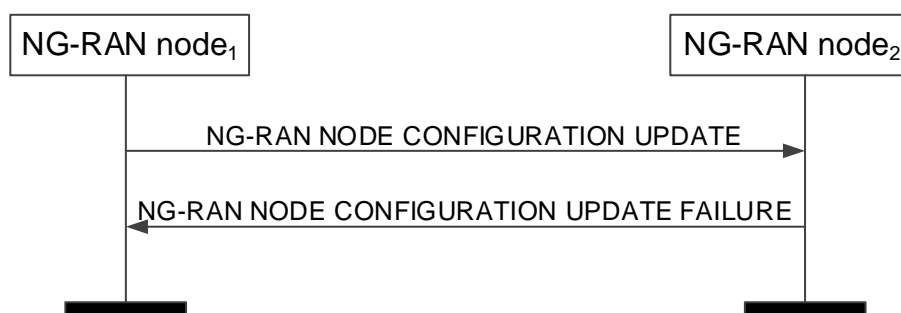 NG-RAN node₁
NG-RAN node₂
NG-RAN NODE CONFIGURATION UPDATE
NG-RAN NODE CONFIGURATION UPDATE FAILURE